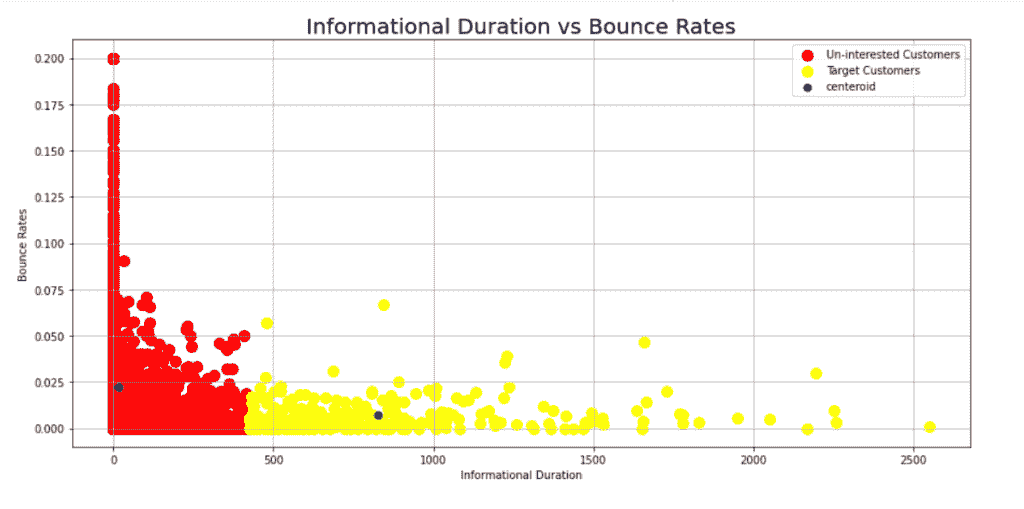 Informational Duration vs Bounce Rates
Un-interested Customers
Target Customers
centeroid
0.200
0.175
0.150
0.125
0.100
0.075
0.050
0.025
0.000
Bounce Rates
0 500 1000 1500 2000 2500
Informational Duration